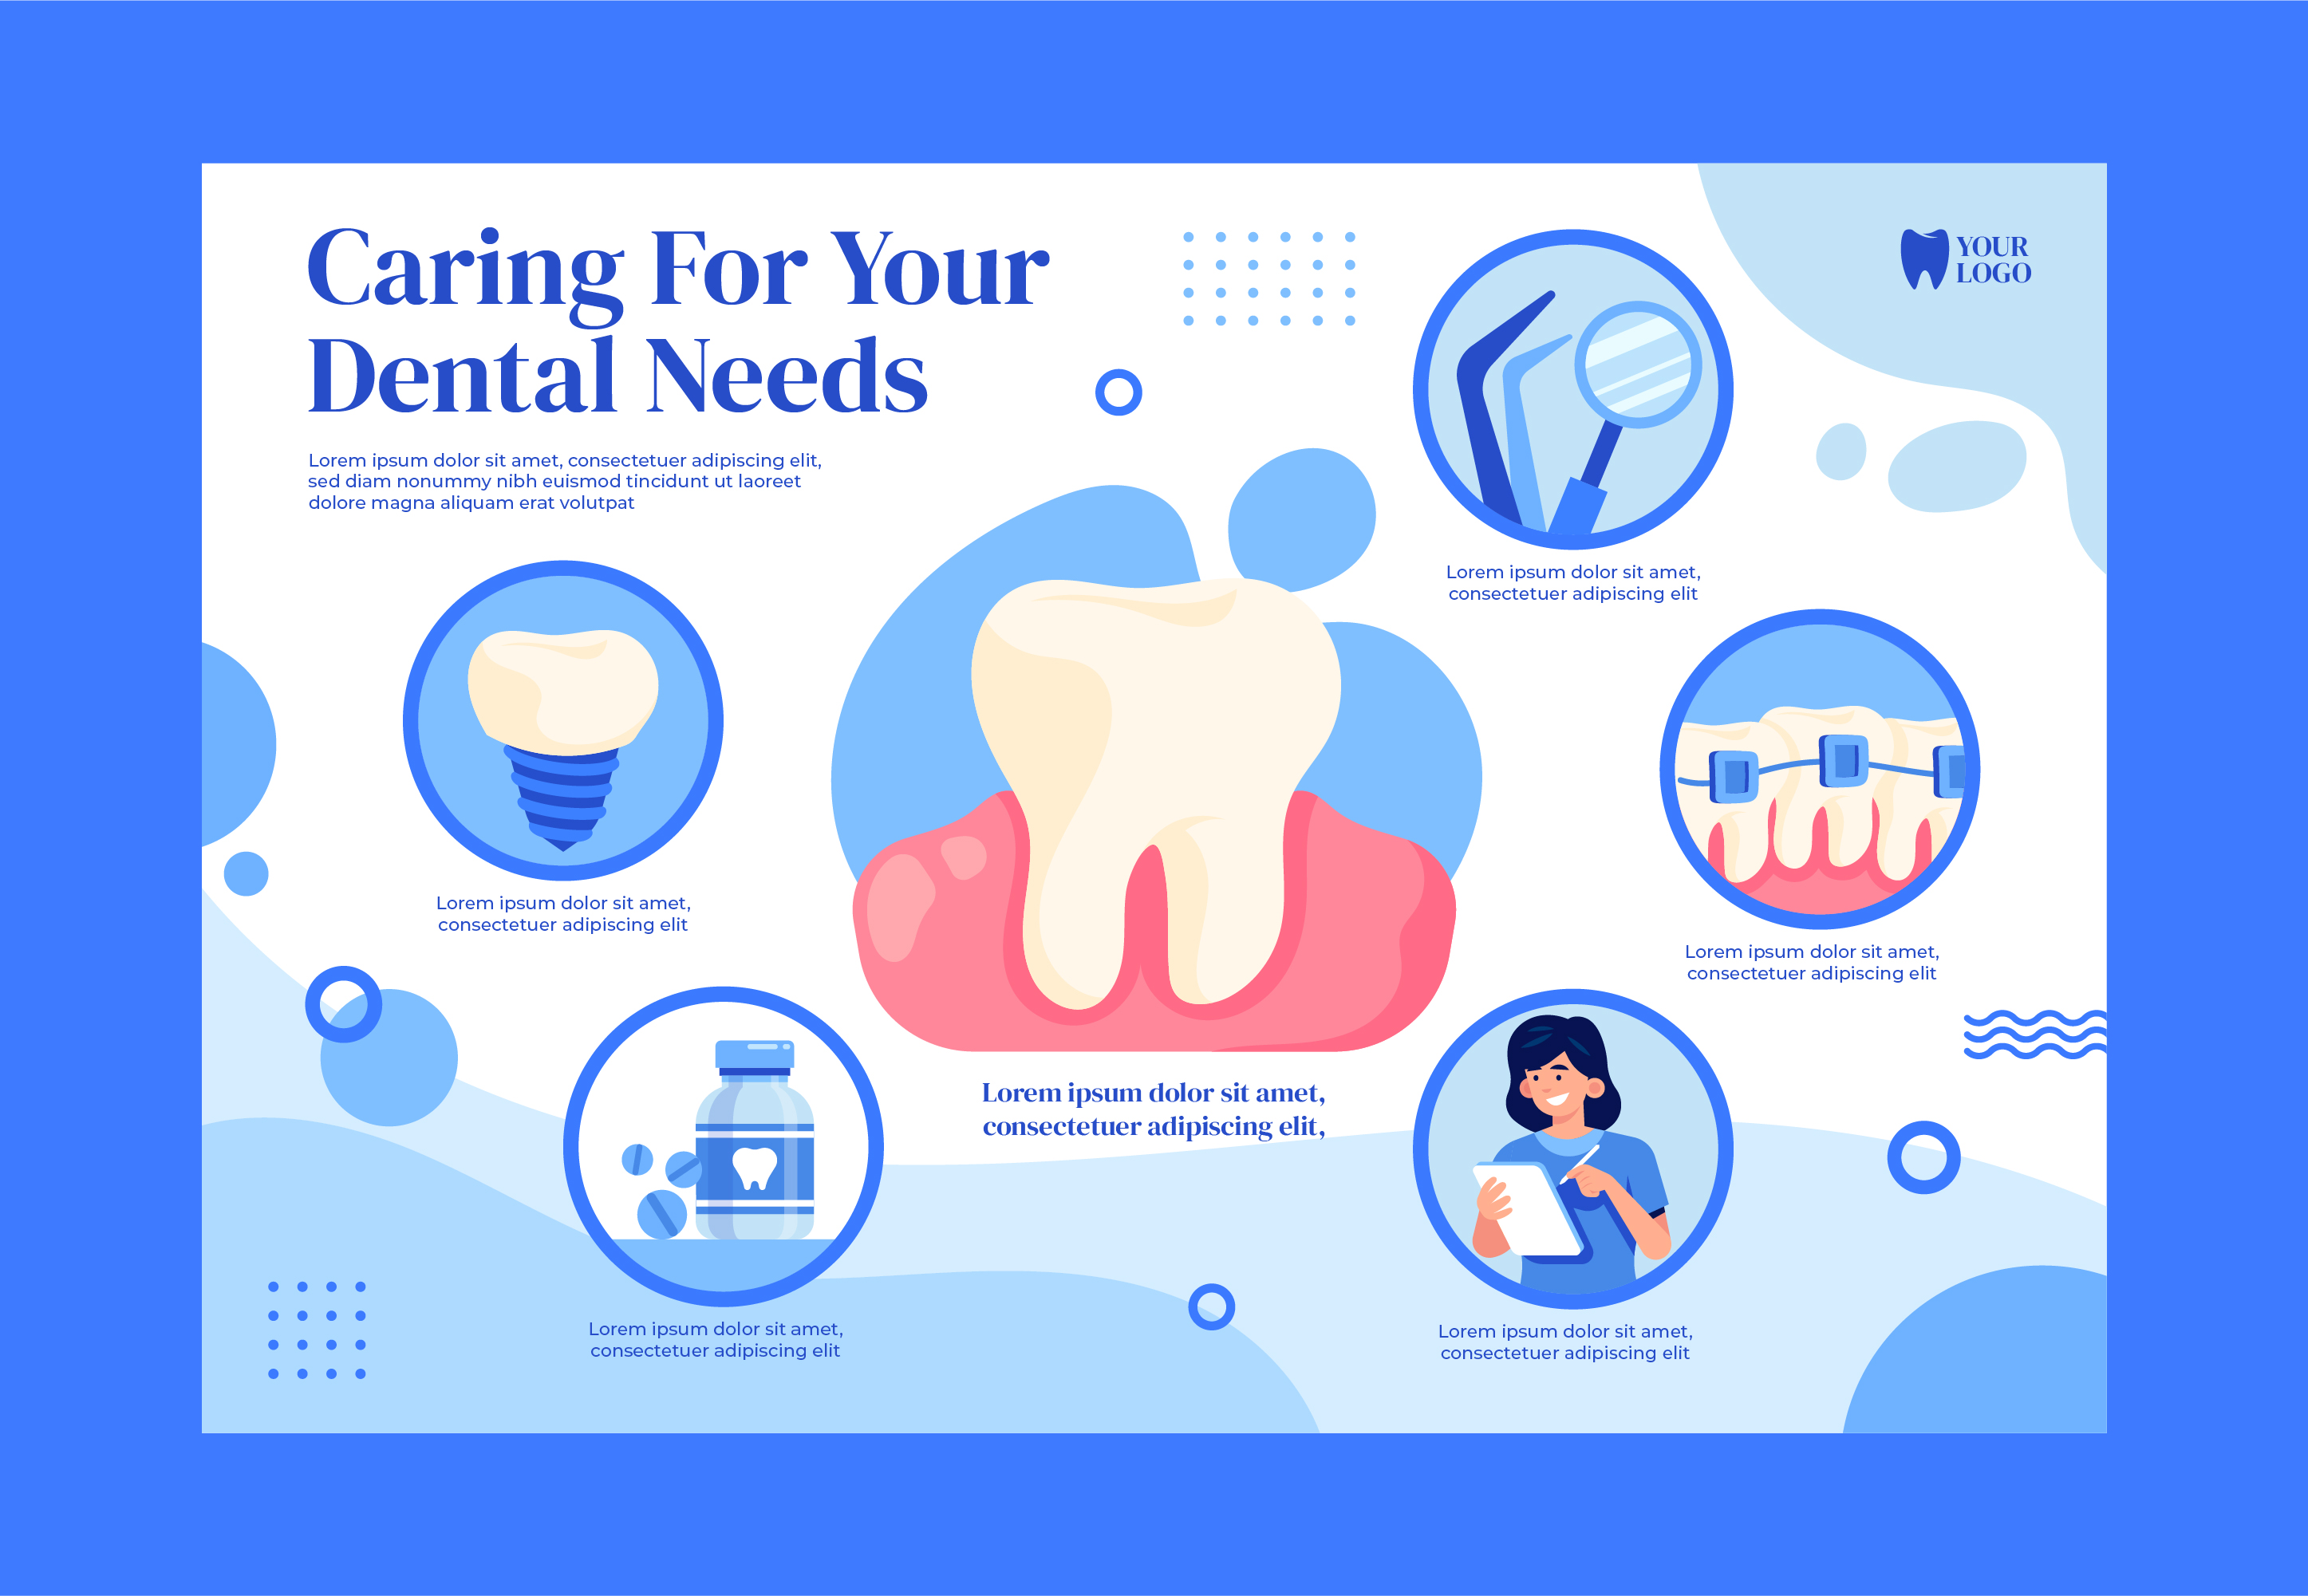 Caring For Your
Dental Needs
Lorem ipsum dolor sit amet, consectetuer adipiscing elit,
sed diam nonummy nibh euismod tincidunt ut laoreet
dolore magna aliquam erat volutpat
YOUR
LOGO
Lorem ipsum dolor sit amet,
consectetuer adipiscing elit
Lorem ipsum dolor sit amet,
consectetuer adipiscing elit
Lorem ipsum dolor sit amet,
consectetuer adipiscing elit
Lorem ipsum dolor sit amet,
consectetuer adipiscing elit,
Lorem ipsum dolor sit amet,
consectetuer adipiscing elit
Lorem ipsum dolor sit amet,
consectetuer adipiscing elit